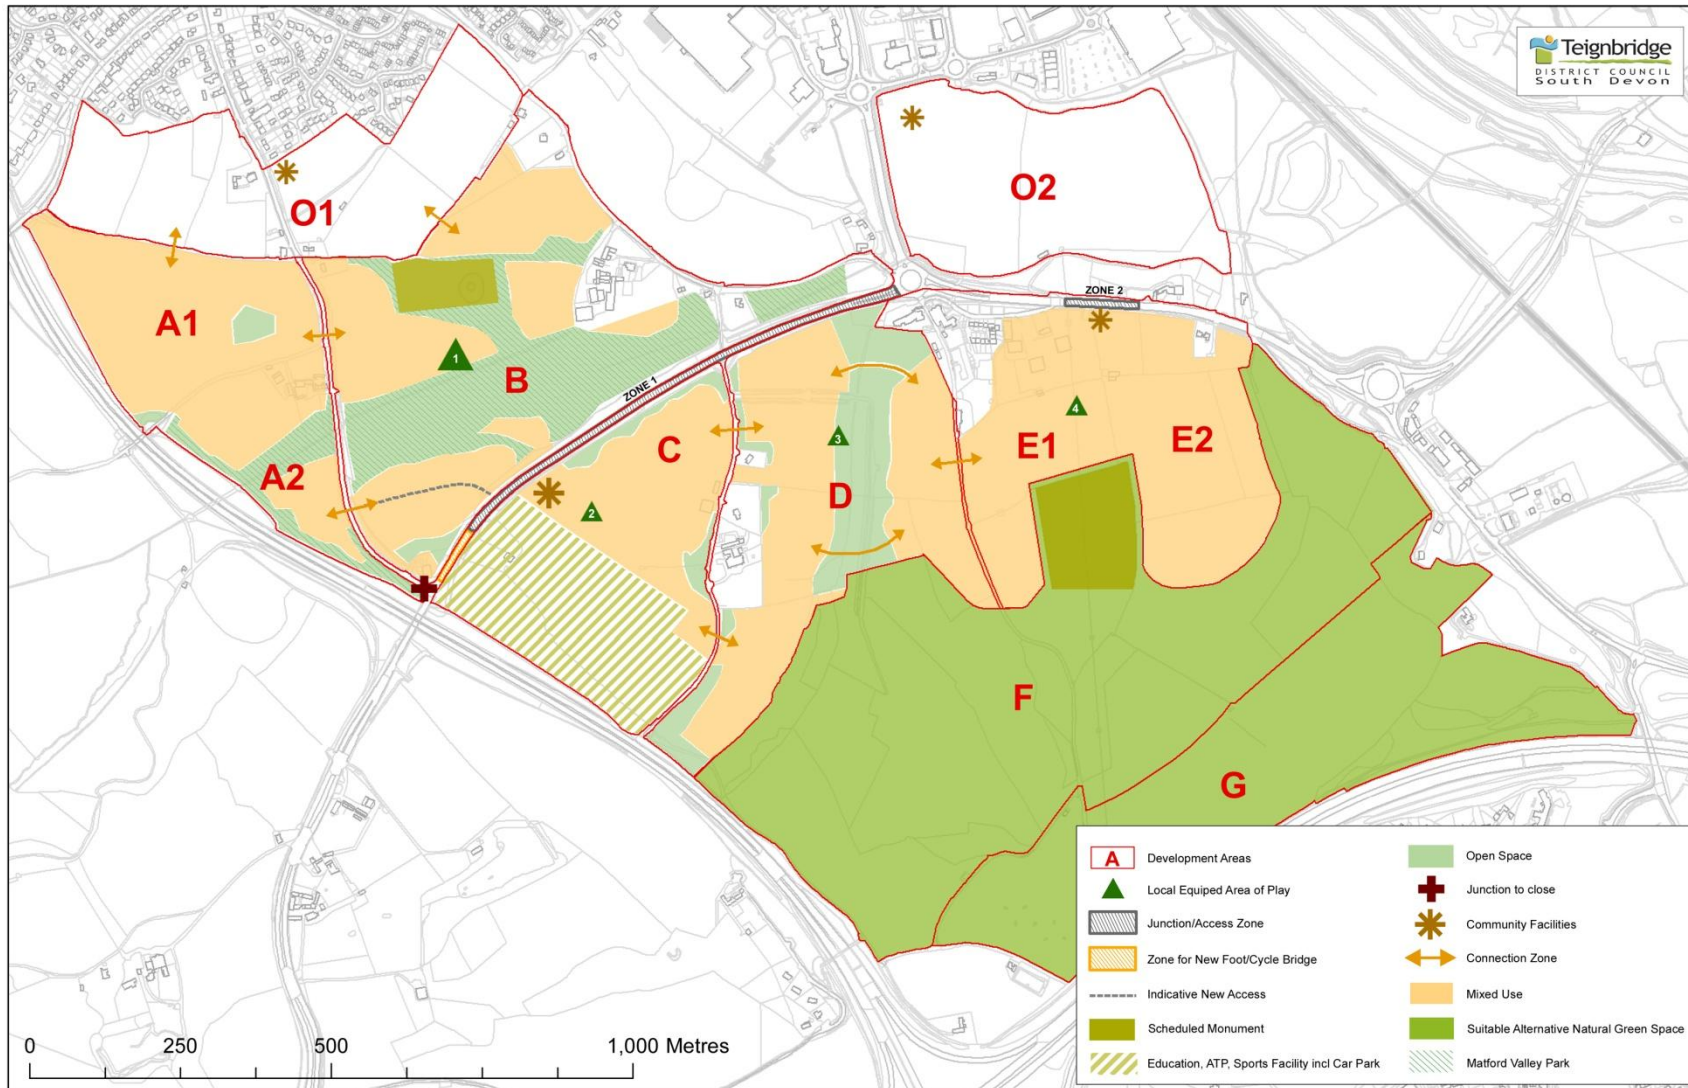 Teignbridge
DISTRICT COUNCIL
South Devon
O1
O2
ZONE 2
A1
1
B
ZONE 1
4
3
C
E1
E2
A2
D
2
F
G
0
250
500
1,000 Metres
A
Development Areas
Local Equiped Area of Play
Junction/Access Zone
Zone for New Foot/Cycle Bridge
Indicative New Access
Scheduled Monument
Education, ATP, Sports Facility incl Car Park
Open Space
Junction to close
Community Facilities
Connection Zone
Mixed Use
Suitable Alternative Natural Green Space
Matford Valley Park